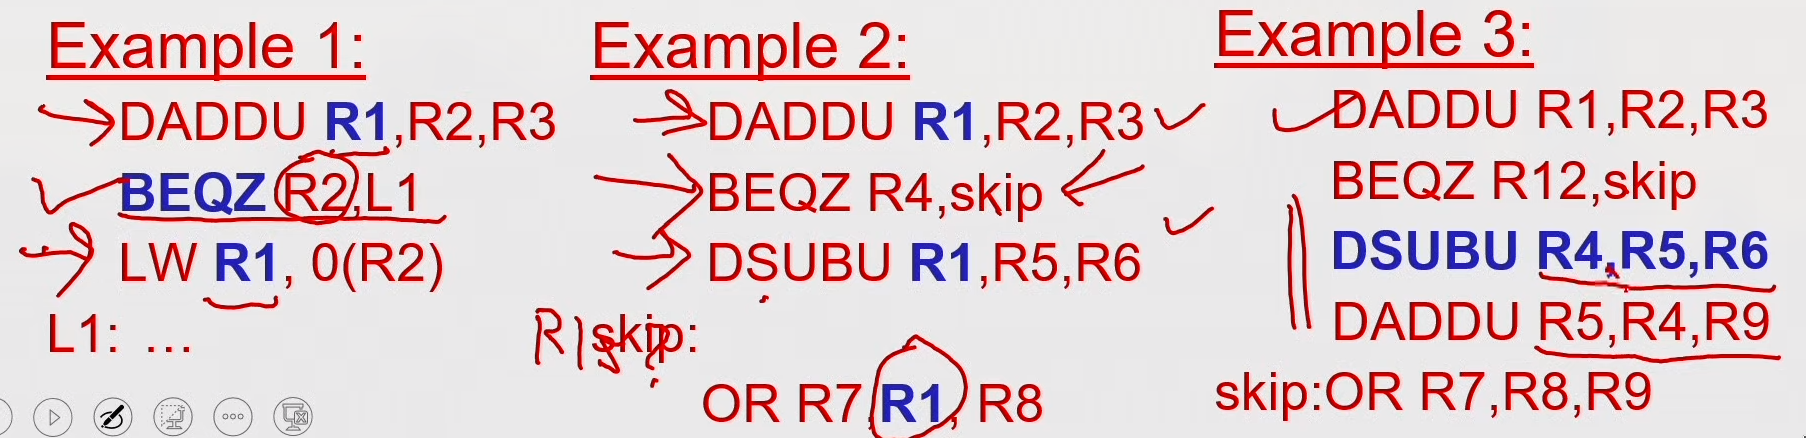 Example 1:
DADDU R1,R2,R3
BEQZ R2,L1
LW R1, 0(R2)
L1: ...
Example 2:
DADDU R1,R2,R3
BEQZ R4,skip
DSUBU R1,R5,R6
R1
skip:
OR R7,R1, R8
Example 3:
DADDU R1,R2,R3
BEQZ R12,skip
DSUBU R4,R5,R6
DADDU R5,R4,R9
skip:OR R7,R8,R9